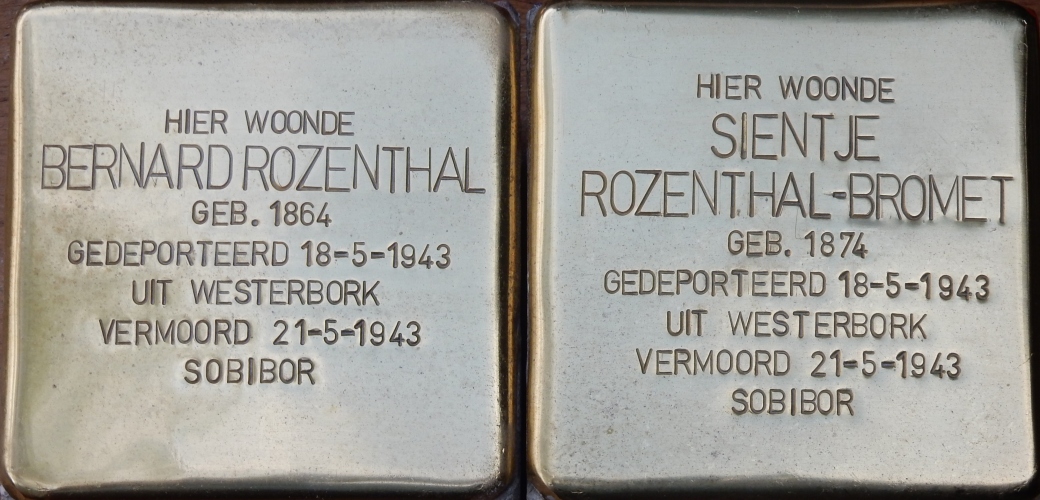 HIER WOONDE
BERNARD ROZENTHAL
GEB. 1864
GEDEPORTEERD 18-5-1943
UIT WESTERBORK
VERMOORD 21-5-1943
SOBIBOR
HIER WOONDE
SIENTJE
ROZENTHAL-BROMET
GEB. 1874
GEDEPORTEERD 18-5-1943
UIT WESTERBORK
VERMOORD 21-5-1943
SOBIBOR